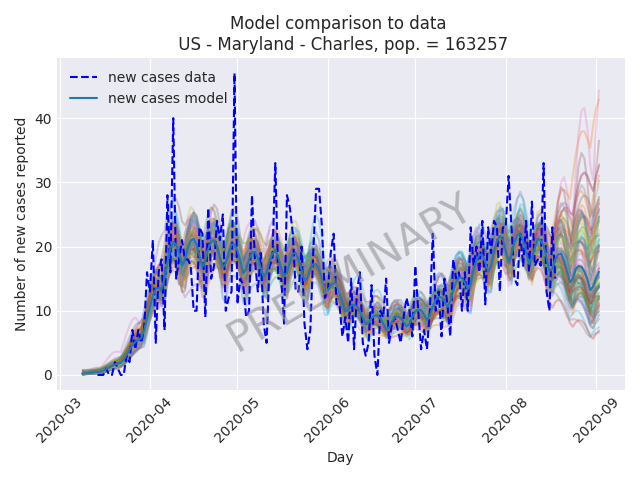 Model comparison to data
US - Maryland - Charles, pop. = 163257
new cases data
new cases model
PRELIMINARY
Number of new cases reported
40
30
20
10
0
2020-03
2020-04
2020-05
2020-06
2020-07
2020-08
2020-09
Day